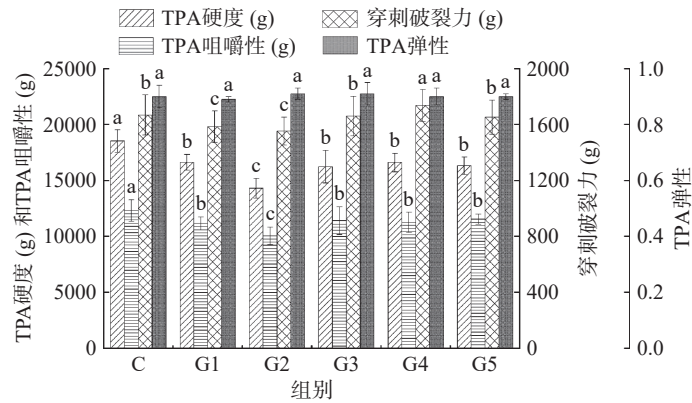 TPA硬度 (g) 穿刺破裂力 (g)
TPA咀嚼性 (g) TPA弹性
TPA硬度 (g) 和TPA咀嚼性 (g)
25000
20000
15000
10000
5000
0
a a b a
b b c a
c c c a
b b b a
b b a a
b b b a
C G1 G2 G3 G4 G5
组别
2000
1600
1200
800
400
0
穿刺破裂力 (g)
1.0
0.8
0.6
0.4
0.2
0.0
TPA弹性